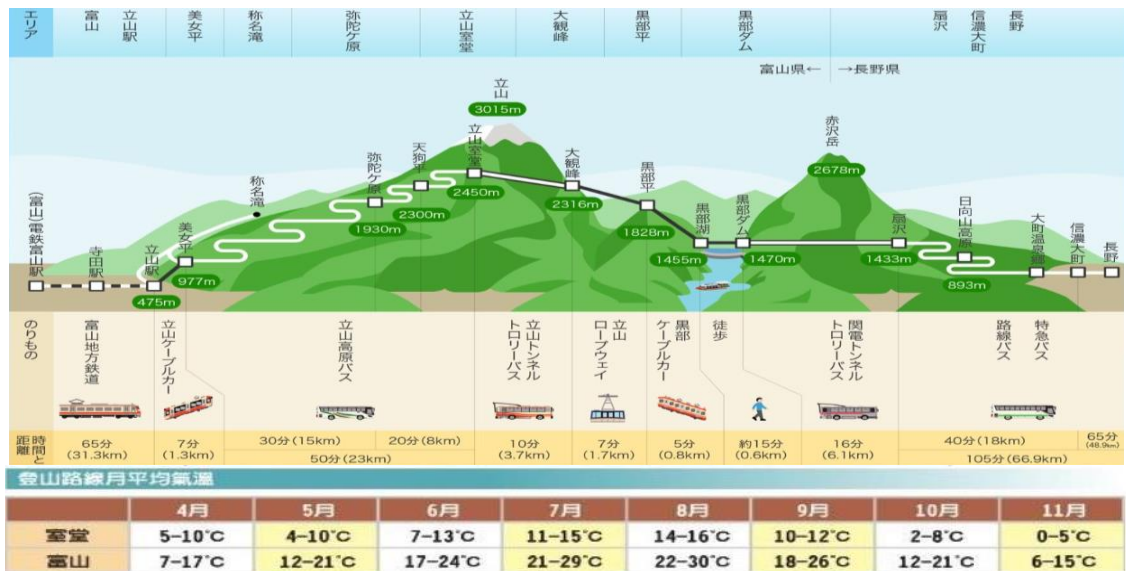 エリア
富山
立山駅
美女平
称名滝
弥陀ケ原
立山室堂
大観峰
黒部平
黒部ダム
扇沢
信濃大町
長野
富山県← →長野県
立山
3015m
赤沢岳
2678m
(富山)電鉄富山駅
寺田駅
立山駅
475m
美女平
977m
称名滝
弥陀ケ原
1930m
天狗平
2300m
立山室堂
2450m
大観峰
2316m
黒部平
1828m
黒部湖
1455m
黒部ダム
1470m
扇沢
1433m
日向山高原
893m
大町温泉郷
信濃大町
長野
のりもの
富山地方鉄道
立山ケーブルカー
立山高原バス
立山トンネル
トロリーバス
立山
ロープウェイ
黒部
ケーブルカー
徒歩
関電トンネル
トロリーバス
特急バス
路線バス
時間と
距離
65分
(31.3km)
7分
(1.3km)
30分(15km)
20分(8km)
50分(23km)
10分
(3.7km)
7分
(1.7km)
5分
(0.8km)
約15分
(0.6km)
16分
(6.1km)
40分(18km)
65分
(48.9km)
105分(66.9km)
登山路線月平均氣溫
4月 5月 6月 7月 8月 9月 10月 11月
室堂 5–10°C 4–10°C 7–13°C 11–15°C 14–16°C 10–12°C 2–8°C 0–5°C
富山 7–17°C 12–21°C 17–24°C 21–29°C 22–30°C 18–26°C 12–21°C 6–15°C